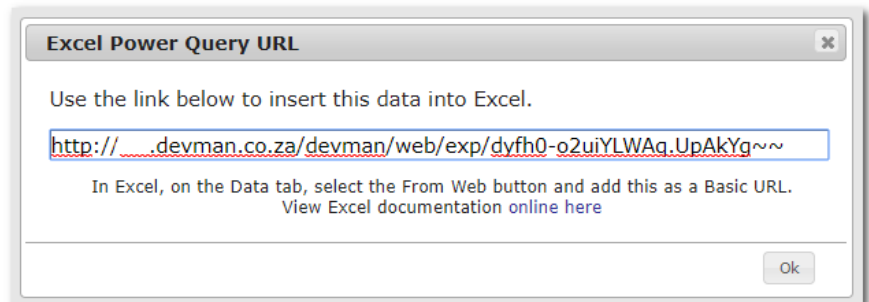 Excel Power Query URL
Use the link below to insert this data into Excel.
http://___.devman.co.za/devman/web/exp/dyfh0-o2uiYLWAq.UpAkYg~~
In Excel, on the Data tab, select the From Web button and add this as a Basic URL.
View Excel documentation online here
Ok